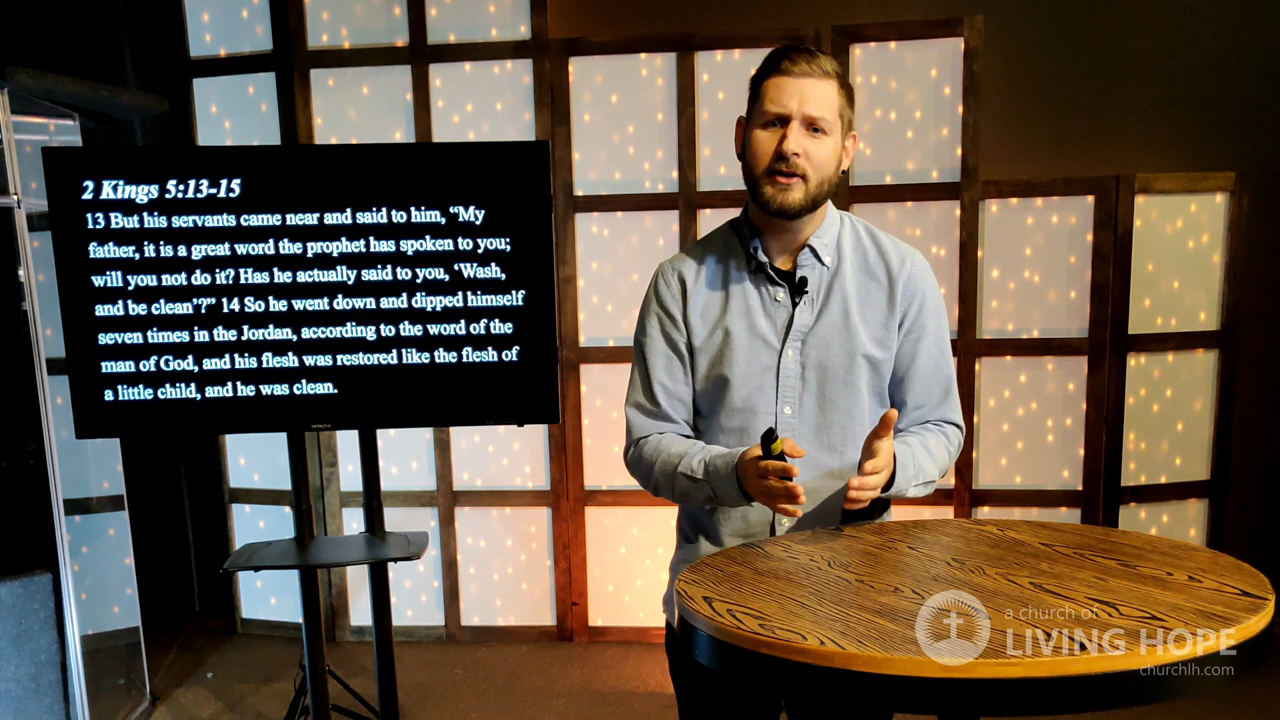 2 Kings 5:13-15
13 But his servants came near and said to him, “My
father, it is a great word the prophet has spoken to you;
will you not do it? Has he actually said to you, ‘Wash,
and be clean’?” 14 So he went down and dipped himself
seven times in the Jordan, according to the word of the
man of God, and his flesh was restored like the flesh of
a little child, and he was clean.
HITACHI
a church of
LIVING HOPE
churchlh.com